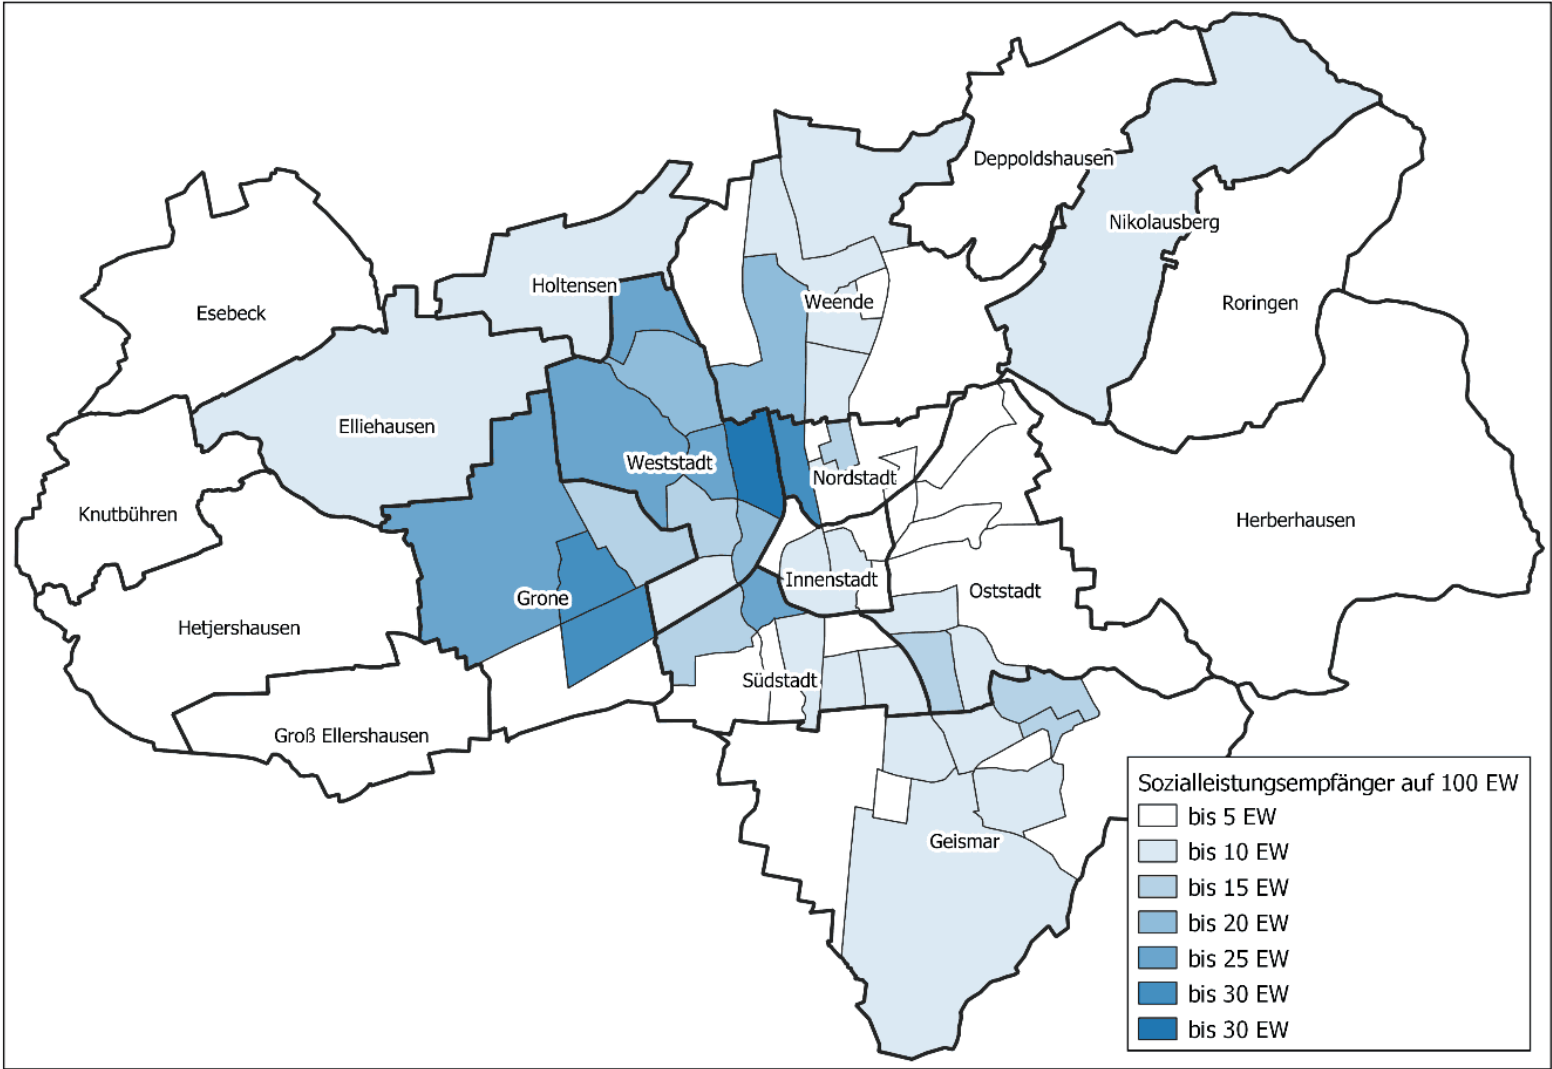 Deppoldshausen
Nikolausberg
Holtensen
Weende
Roringen
Esebeck
Elliehausen
Weststadt
Nordstadt
Knutbühren
Herberhausen
Innenstadt
Oststadt
Grone
Hetjershausen
Südstadt
Groß Ellershausen
Geismar
Sozialleistungsempfänger auf 100 EW
bis 5 EW
bis 10 EW
bis 15 EW
bis 20 EW
bis 25 EW
bis 30 EW
bis 30 EW